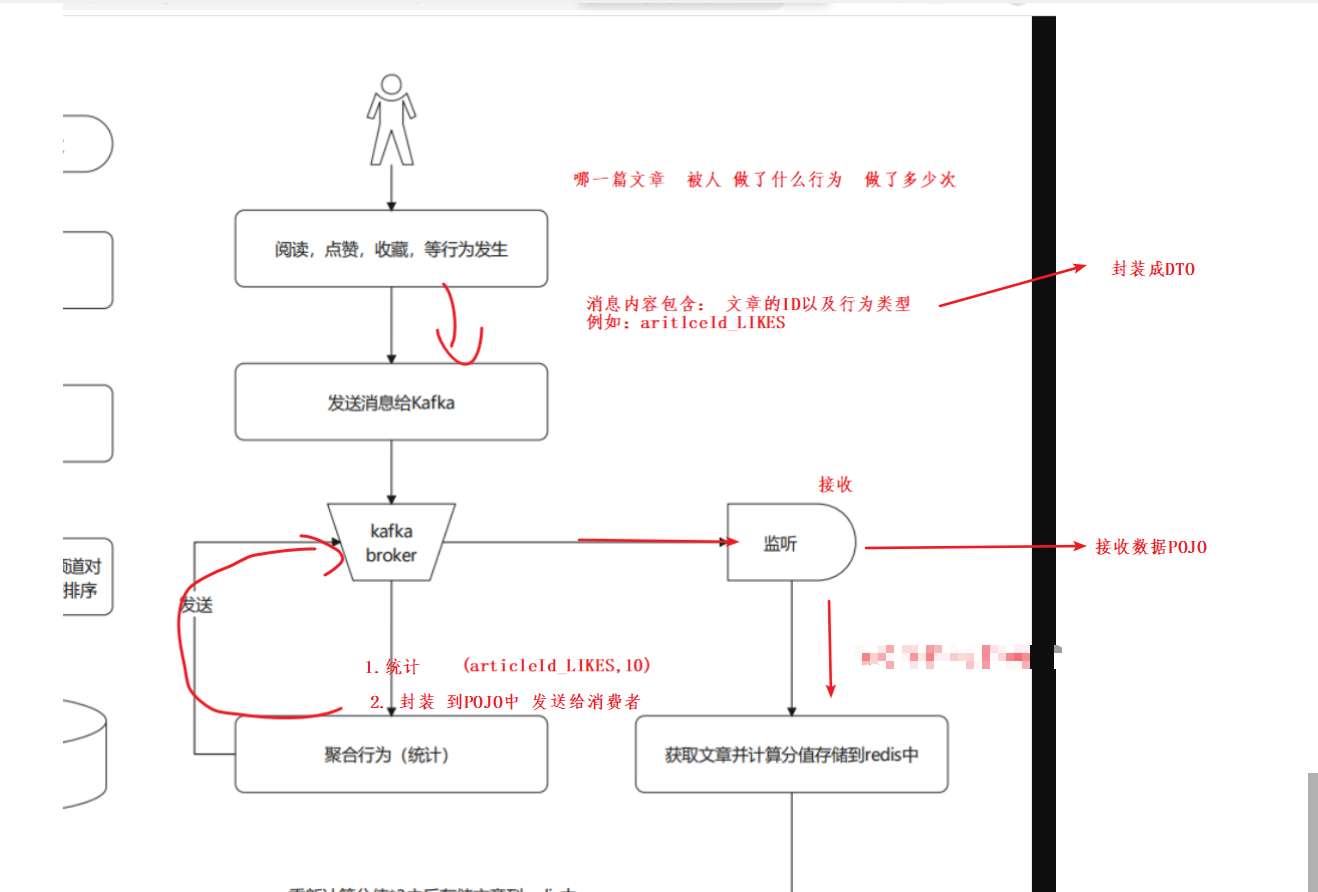 哪一篇文章 被人 做了什么行为 做了多少次
阅读，点赞，收藏，等行为发生
封装成DTO
消息内容包含： 文章的ID以及行为类型
例如：aritlceId_LIKES
发送消息给Kafka
接收
kafka
broker
监听
接收数据POJO
频道对
排序
发送
1.统计 (articleId_LIKES,10)
2. 封装 到POJO中 发送给消费者
聚合行为（统计）
获取文章并计算分值存储到redis中